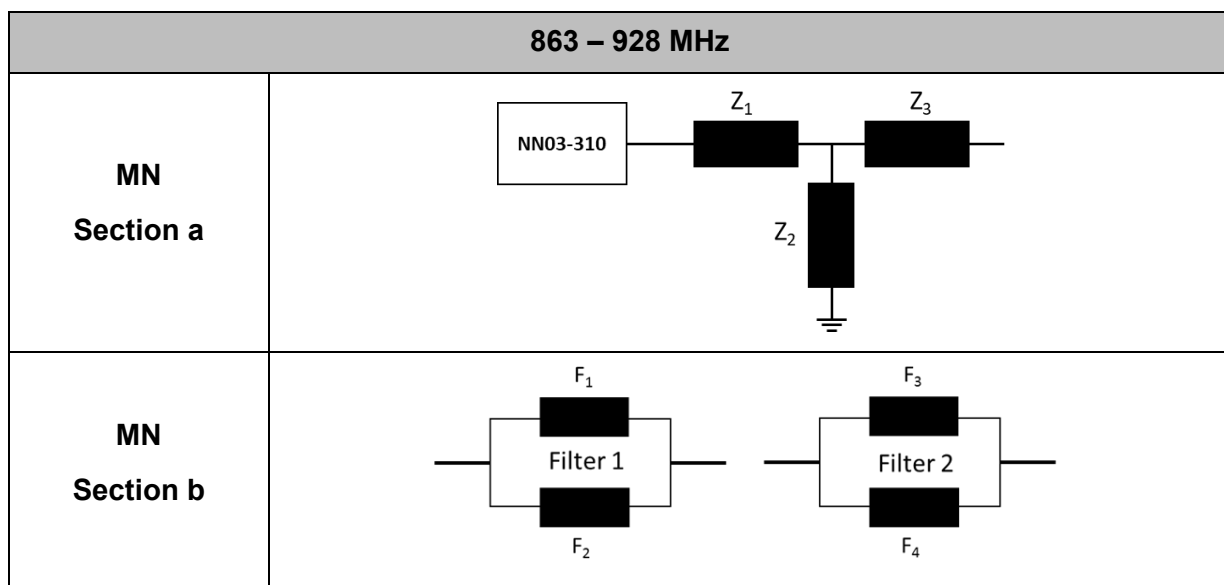 863 – 928 MHz
MN
Section a
NN03-310
Z₁
Z₃
Z₂
MN
Section b
F₁
Filter 1
F₂
F₃
Filter 2
F₄